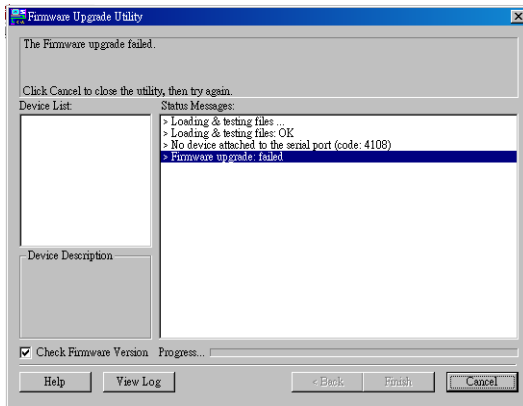 Firmware Upgrade Utility
The Firmware upgrade failed.
Click Cancel to close the utility, then try again.
Device List:
Status Messages:
> Loading & testing files ...
> Loading & testing files: OK
> No device attached to the serial port (code: 4108)
> Firmware upgrade: failed
Device Description
Check Firmware Version
Progress...
Help
View Log
< Back
Finish
Cancel